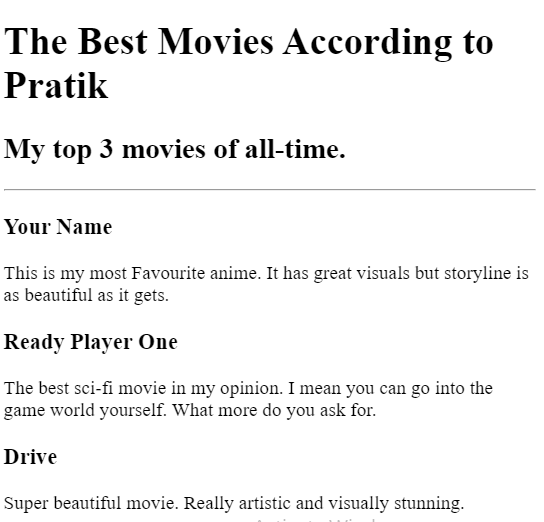 The Best Movies According to
Pratik
My top 3 movies of all-time.
Your Name
This is my most Favourite anime. It has great visuals but storyline is
as beautiful as it gets.
Ready Player One
The best sci-fi movie in my opinion. I mean you can go into the
game world yourself. What more do you ask for.
Drive
Super beautiful movie. Really artistic and visually stunning.